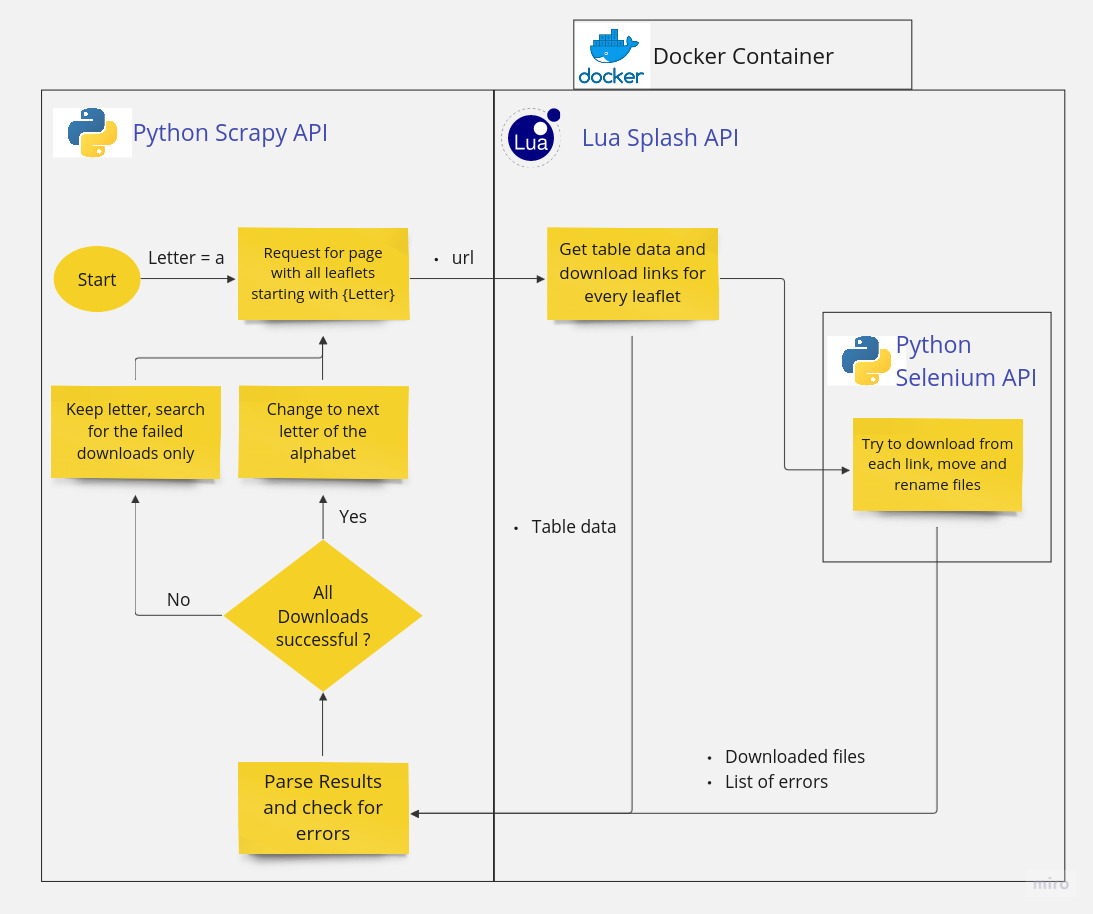 docker
Docker Container
Python Scrapy API
Lua
Lua Splash API
Start
Letter = a
Request for page
with all leaflets
starting with {Letter}
• url
Get table data and
download links for
every leaflet
Python
Selenium API
Keep letter, search
for the failed
downloads only
Change to next
letter of the
alphabet
Try to download from
each link, move and
rename files
Yes
• Table data
No
All
Downloads
successful ?
• Downloaded files
• List of errors
Parse Results
and check for
errors
miro